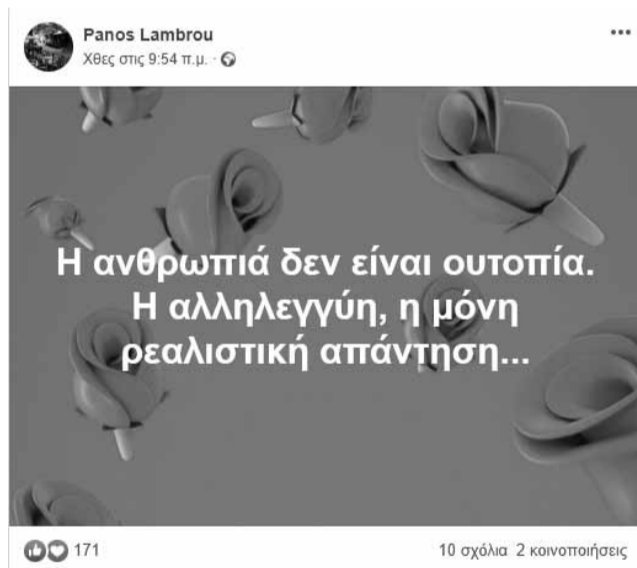 Panos Lambrou
Χθες στις 9:54 π.μ. ·
Η ανθρωπιά δεν είναι ουτοπία.
Η αλληλεγγύη, η μόνη
ρεαλιστική απάντηση...
171
10 σχόλια 2 κοινοποιήσεις